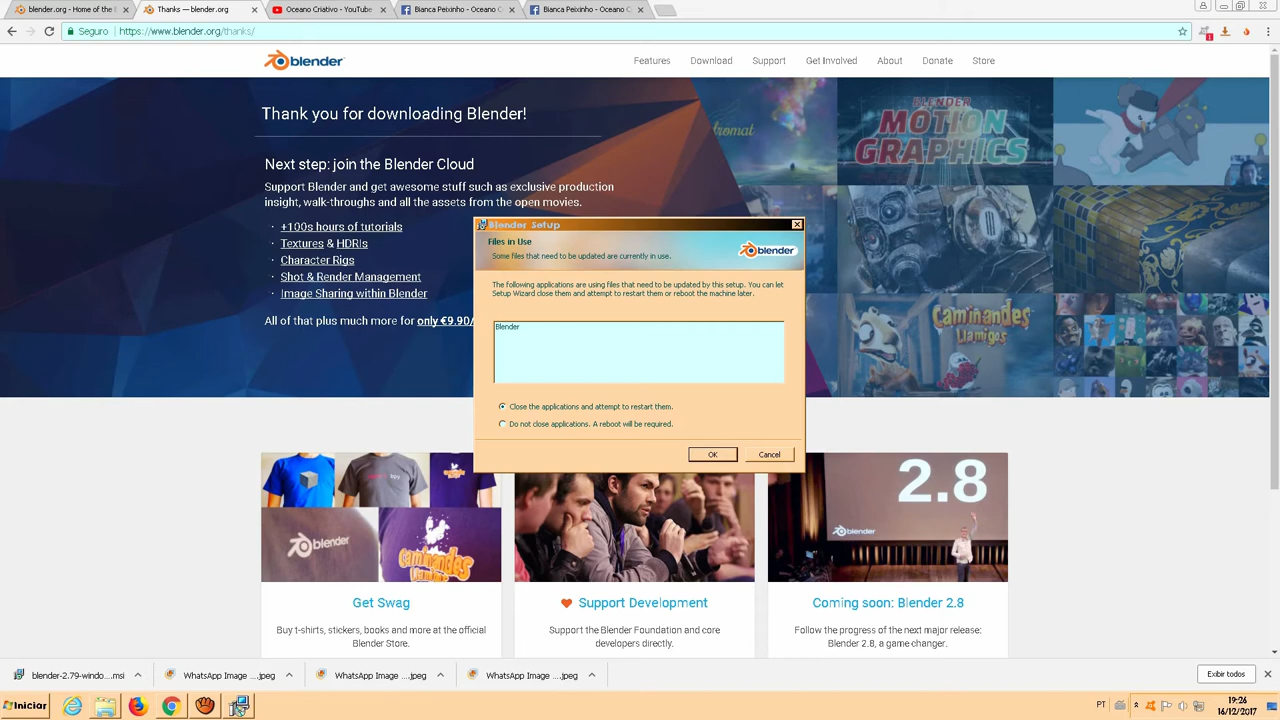 blender.org - Home of the
Thanks — blender.org
Oceano Criativo - YouTube
Bianca Peixinho - Oceano C
Bianca Peixinho - Oceano C
Seguro
https://www.blender.org/thanks/
blender
Features
Download
Support
Get Involved
About
Donate
Store
Thank you for downloading Blender!
Next step: join the Blender Cloud
Support Blender and get awesome stuff such as exclusive production
insight, walk-throughs and all the assets from the open movies.
· +100s hours of tutorials
· Textures & HDRIs
· Character Rigs
· Shot & Render Management
· Image Sharing within Blender
All of that plus much more for only €9.90/
BLENDER
MOTION
GRAPHICS
CAMINANDES
LLAMIGOS
Blender Setup
Files in Use
Some files that need to be updated are currently in use.
blender
The following applications are using files that need to be updated by this setup. You can let
Setup Wizard close them and attempt to restart them or reboot the machine later.
Blender
Close the applications and attempt to restart them.
Do not close applications. A reboot will be required.
OK
Cancel
blender
CAMINANDES
LLAMIGOS
2.8
blender
Get Swag
Buy t-shirts, stickers, books and more at the official
Blender Store.
Support Development
Support the Blender Foundation and core
developers directly.
Coming soon: Blender 2.8
Follow the progress of the next major release:
Blender 2.8, a game changer.
blender-2.79-windo....msi
WhatsApp Image ....jpeg
WhatsApp Image ....jpeg
WhatsApp Image ....jpeg
Exibir todos
Iniciar
PT
19:26
16/12/2017